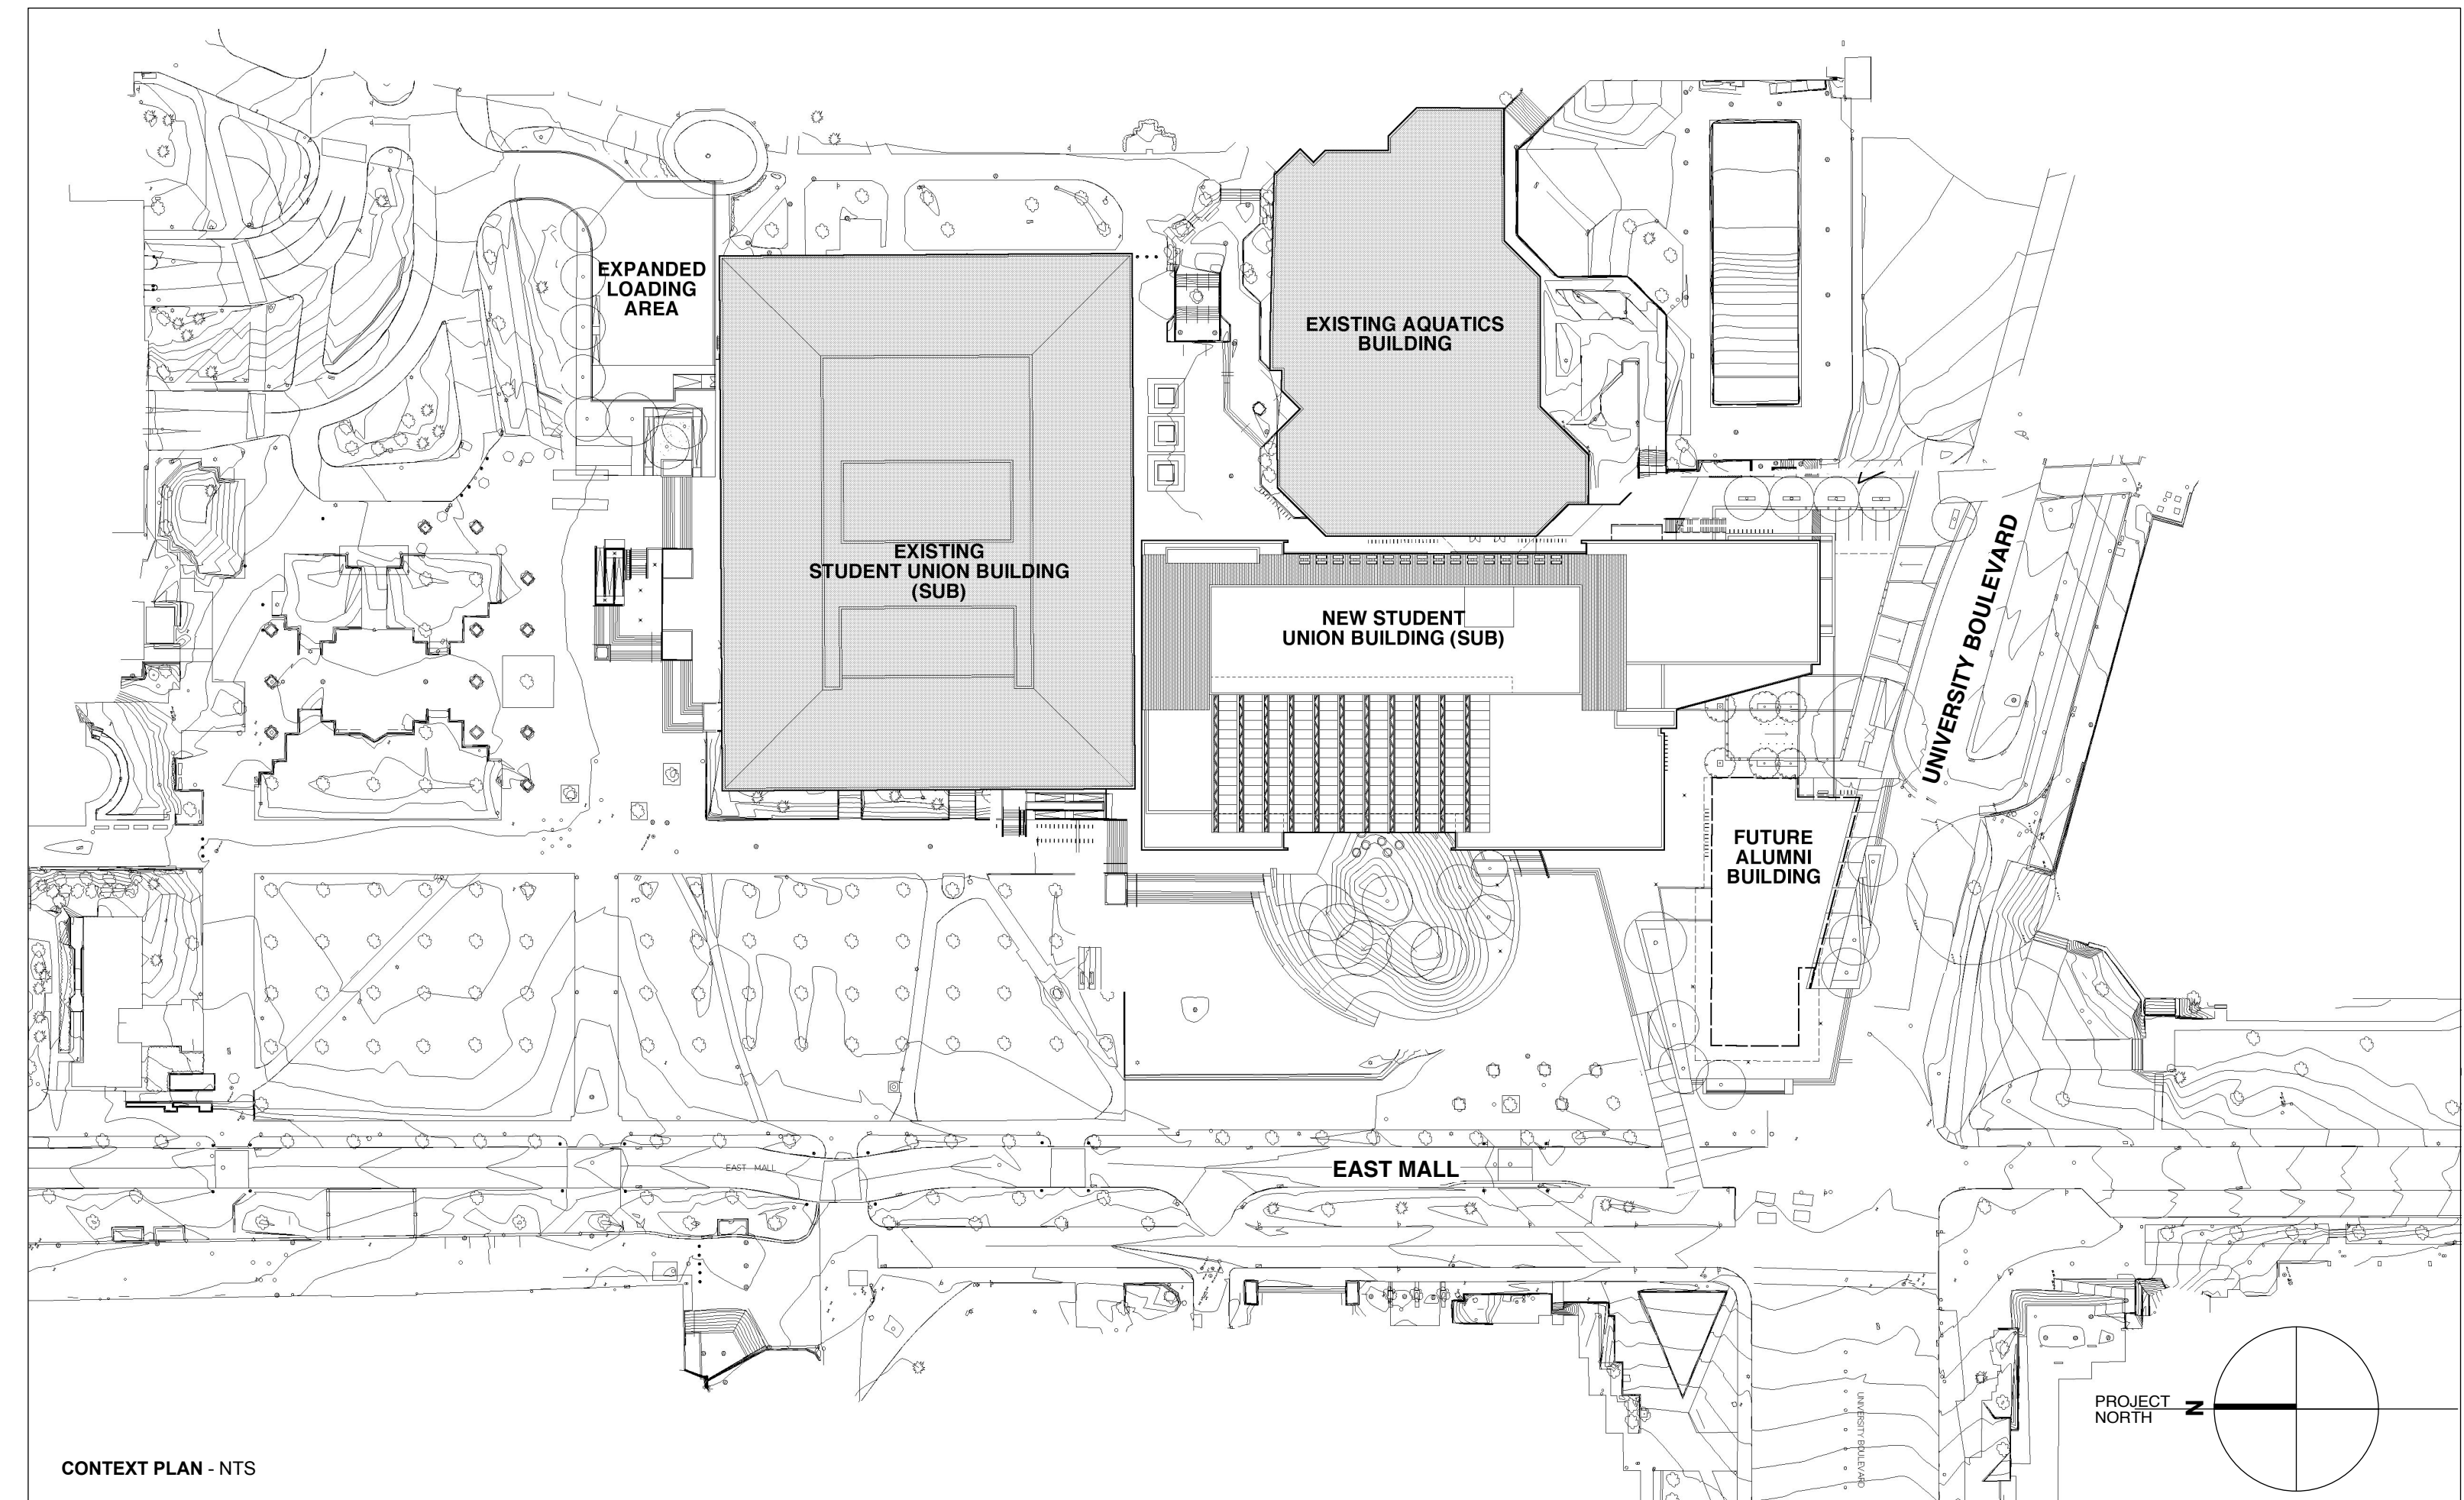 EXPANDED
LOADING
AREA
EXISTING AQUATICS
BUILDING
EXISTING
STUDENT UNION BUILDING
(SUB)
NEW STUDENT
UNION BUILDING (SUB)
UNIVERSITY BOULEVARD
FUTURE
ALUMNI
BUILDING
EAST MALL
EAST MALL
UNIVERSITY BOULEVARD
PROJECT
NORTH
N
CONTEXT PLAN - NTS